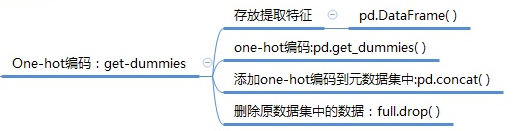 存放提取特征
pd.DataFrame( )
one-hot编码:pd.get_dummies( )
One-hot编码：get-dummies
添加one-hot编码到元数据集中:pd.concat( )
删除原数据集中的数据：full.drop( )